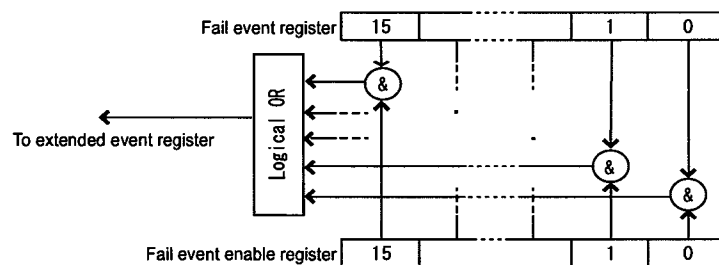 Fail event register 15 1 0
&
Logical OR
To extended event register
&
&
Fail event enable register 15 1 0